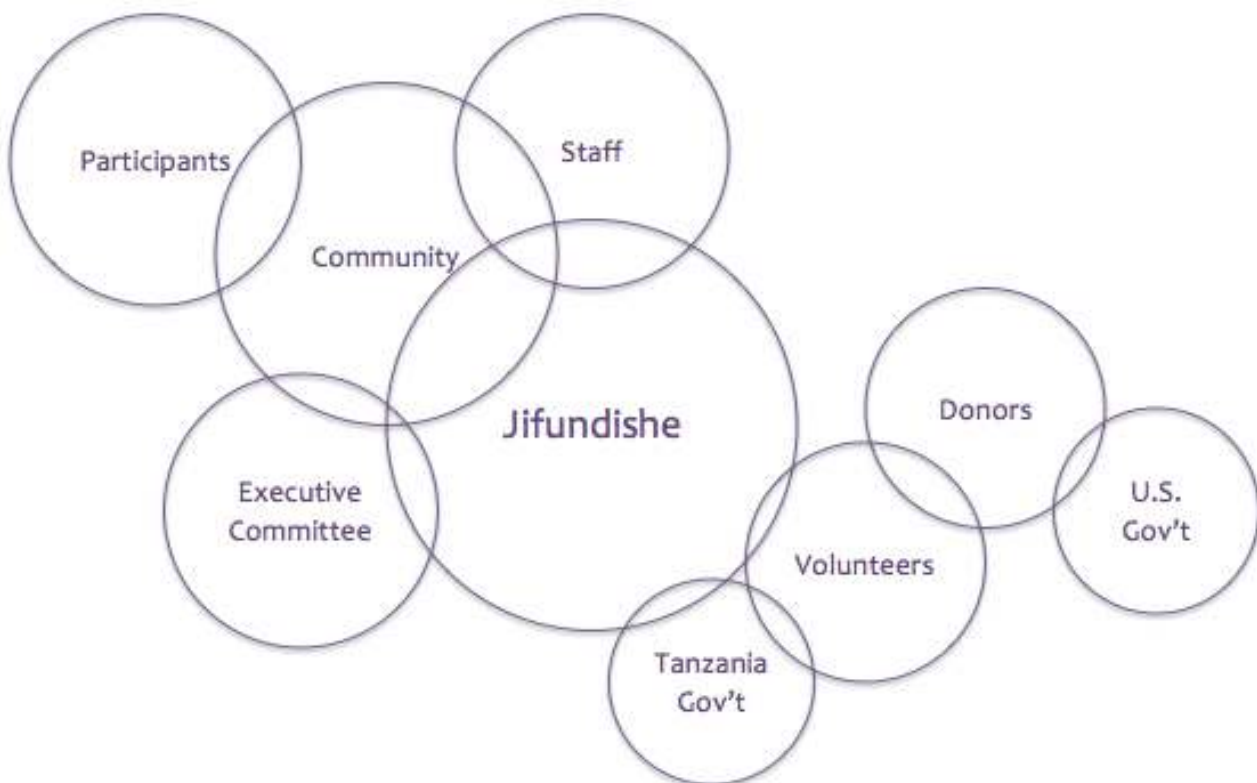 Participants
Staff
Community
Jifundishe
Donors
Executive
Committee
U.S.
Gov't
Volunteers
Tanzania
Gov't